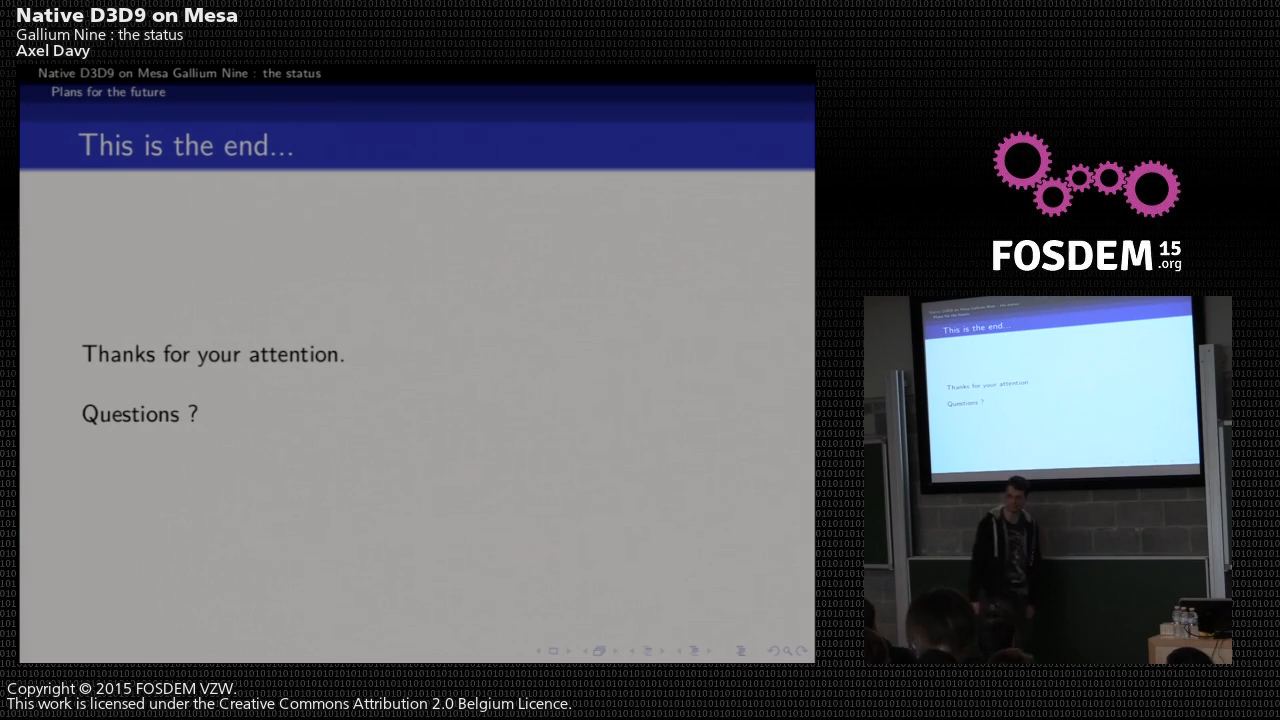 Native D3D9 on Mesa
Gallium Nine : the status
Axel Davy
Native D3D9 on Mesa Gallium Nine : the status
Plans for the future
This is the end...
Thanks for your attention.
Questions ?
FOSDEM 15
.org
This is the end...
Thanks for your attention
Questions ?
Copyright © 2015 FOSDEM VZW.
This work is licensed under the Creative Commons Attribution 2.0 Belgium Licence.